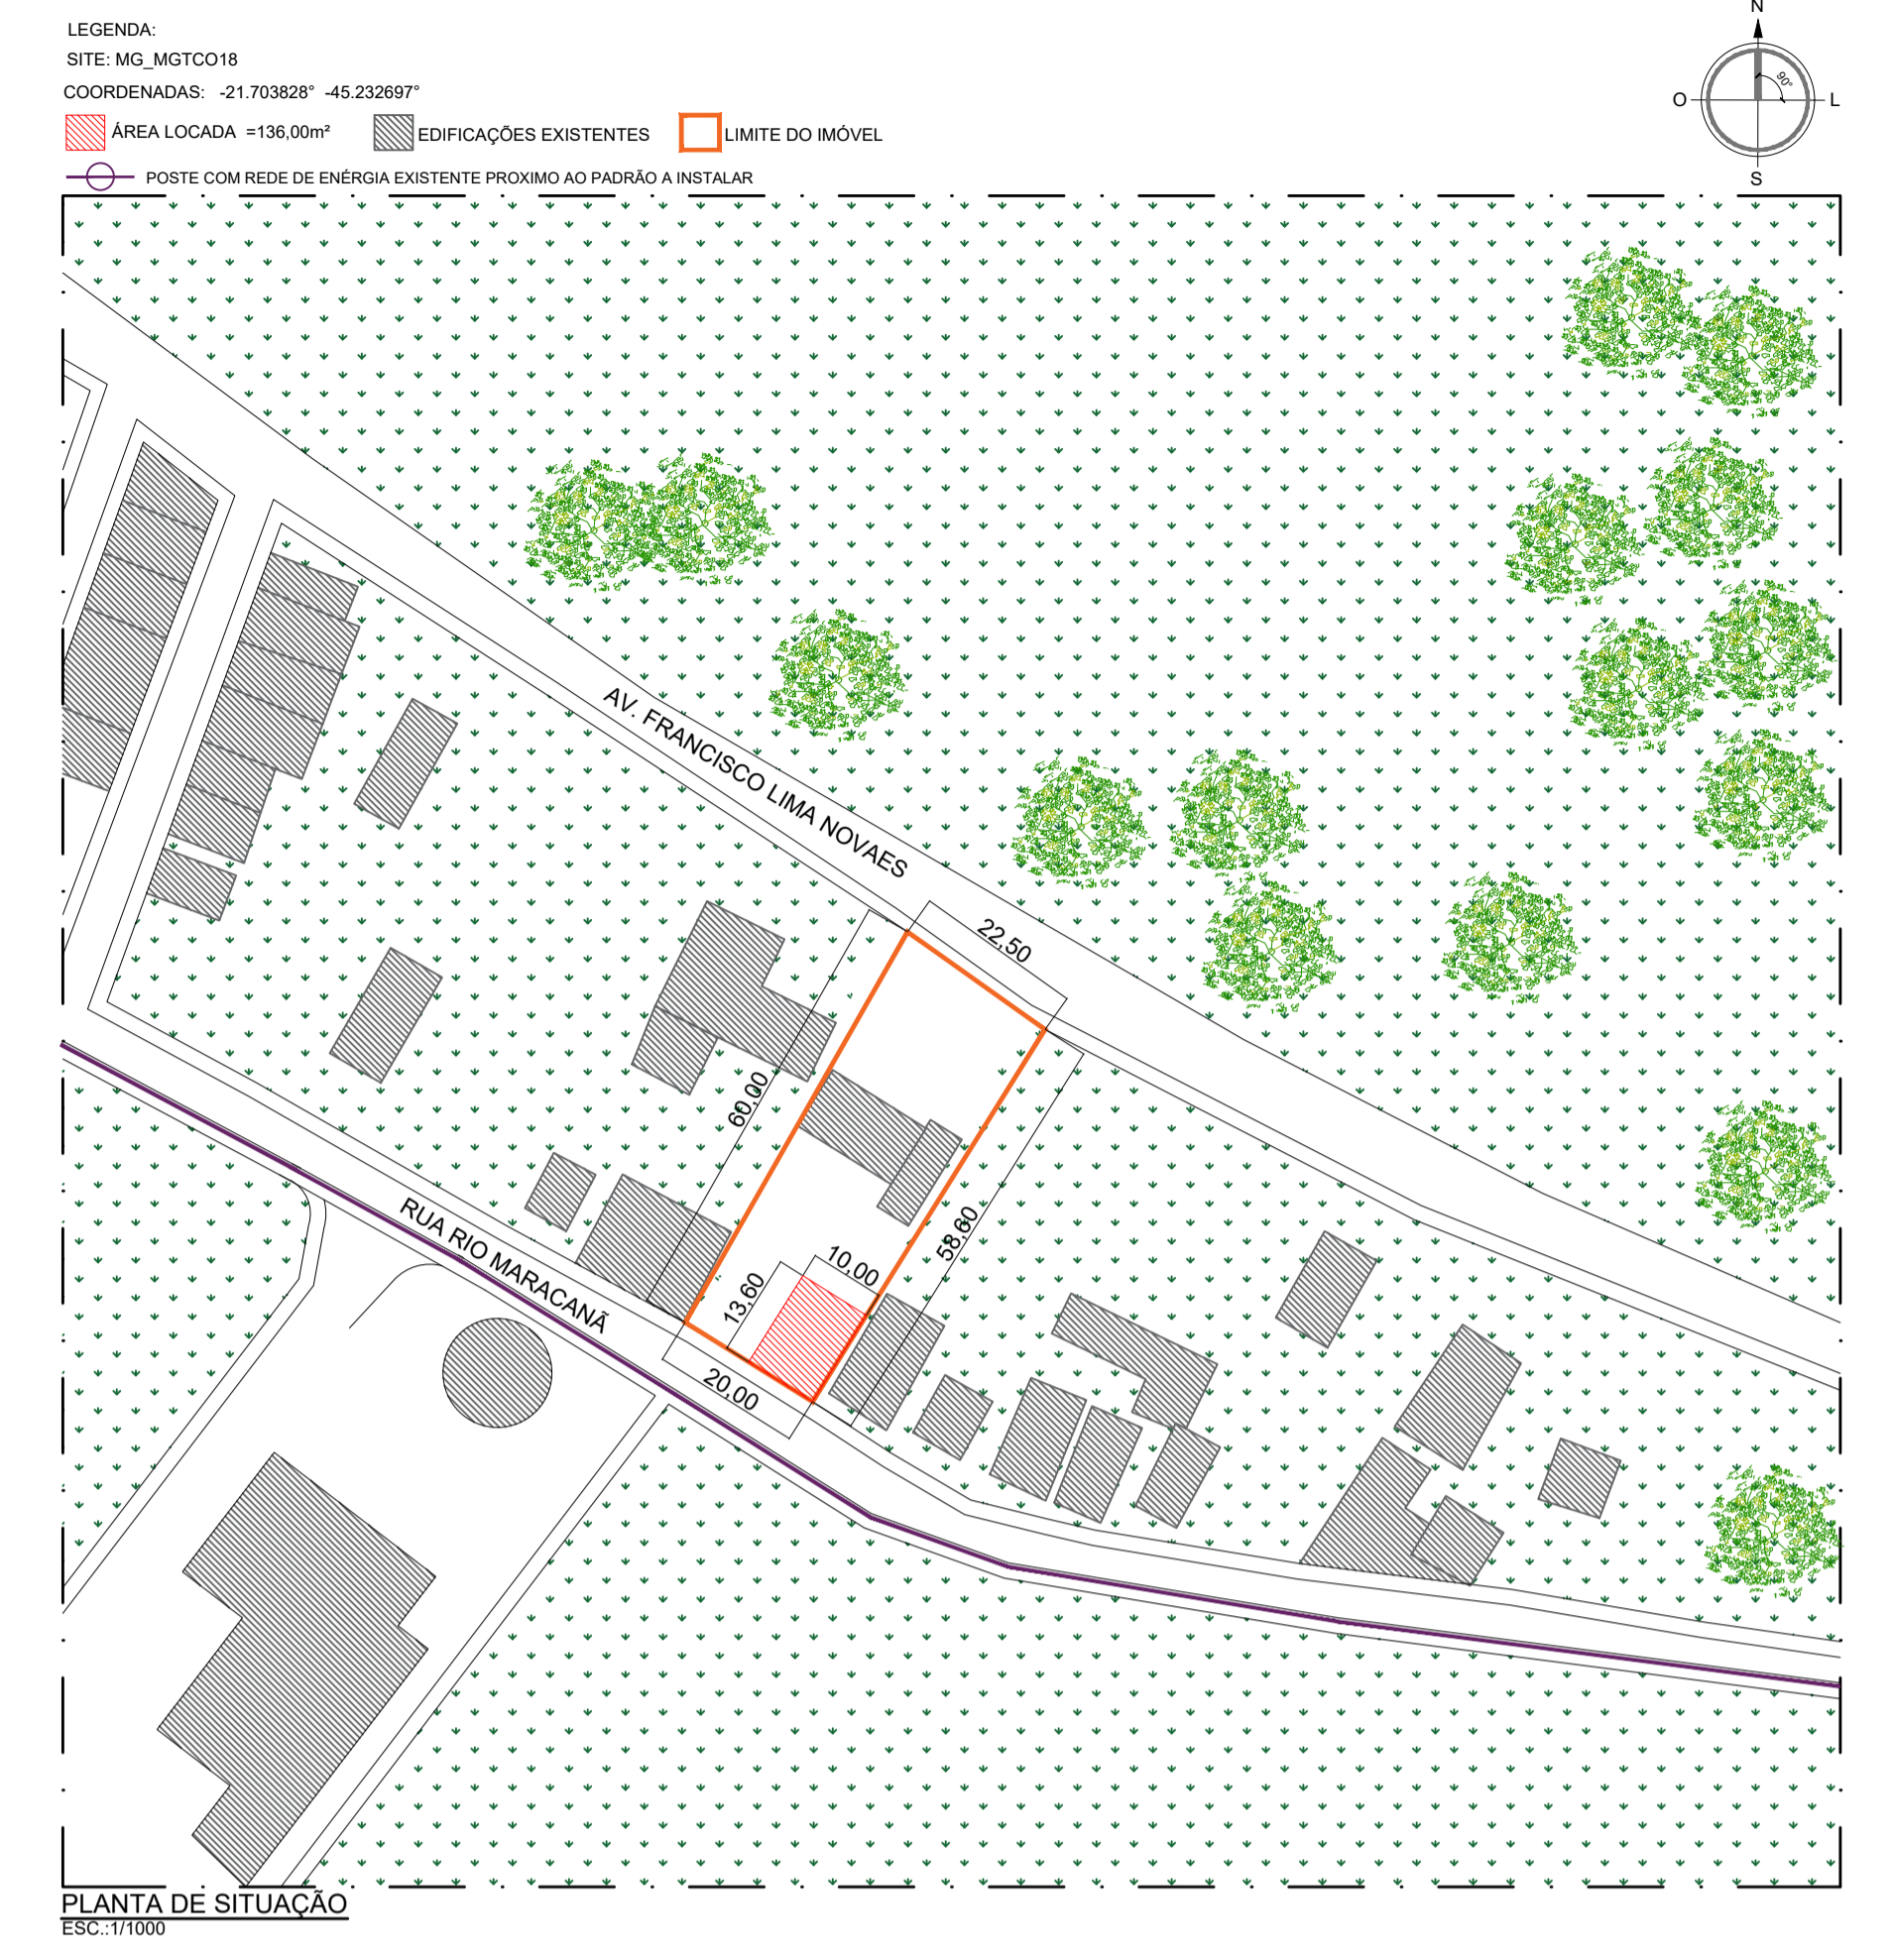 LEGENDA:
SITE: MG_MGTCO18
COORDENADAS: -21.703828° -45.232697°
ÁREA LOCADA =136,00m²
EDIFICAÇÕES EXISTENTES
LIMITE DO IMÓVEL
POSTE COM REDE DE ENÉRGIA EXISTENTE PROXIMO AO PADRÃO A INSTALAR
N
90°
O
L
S
AV. FRANCISCO LIMA NOVAES
22,50
60,00
58,60
RUA RIO MARACANÃ
10,00
13,60
20,00
PLANTA DE SITUAÇÃO
ESC.:1/1000